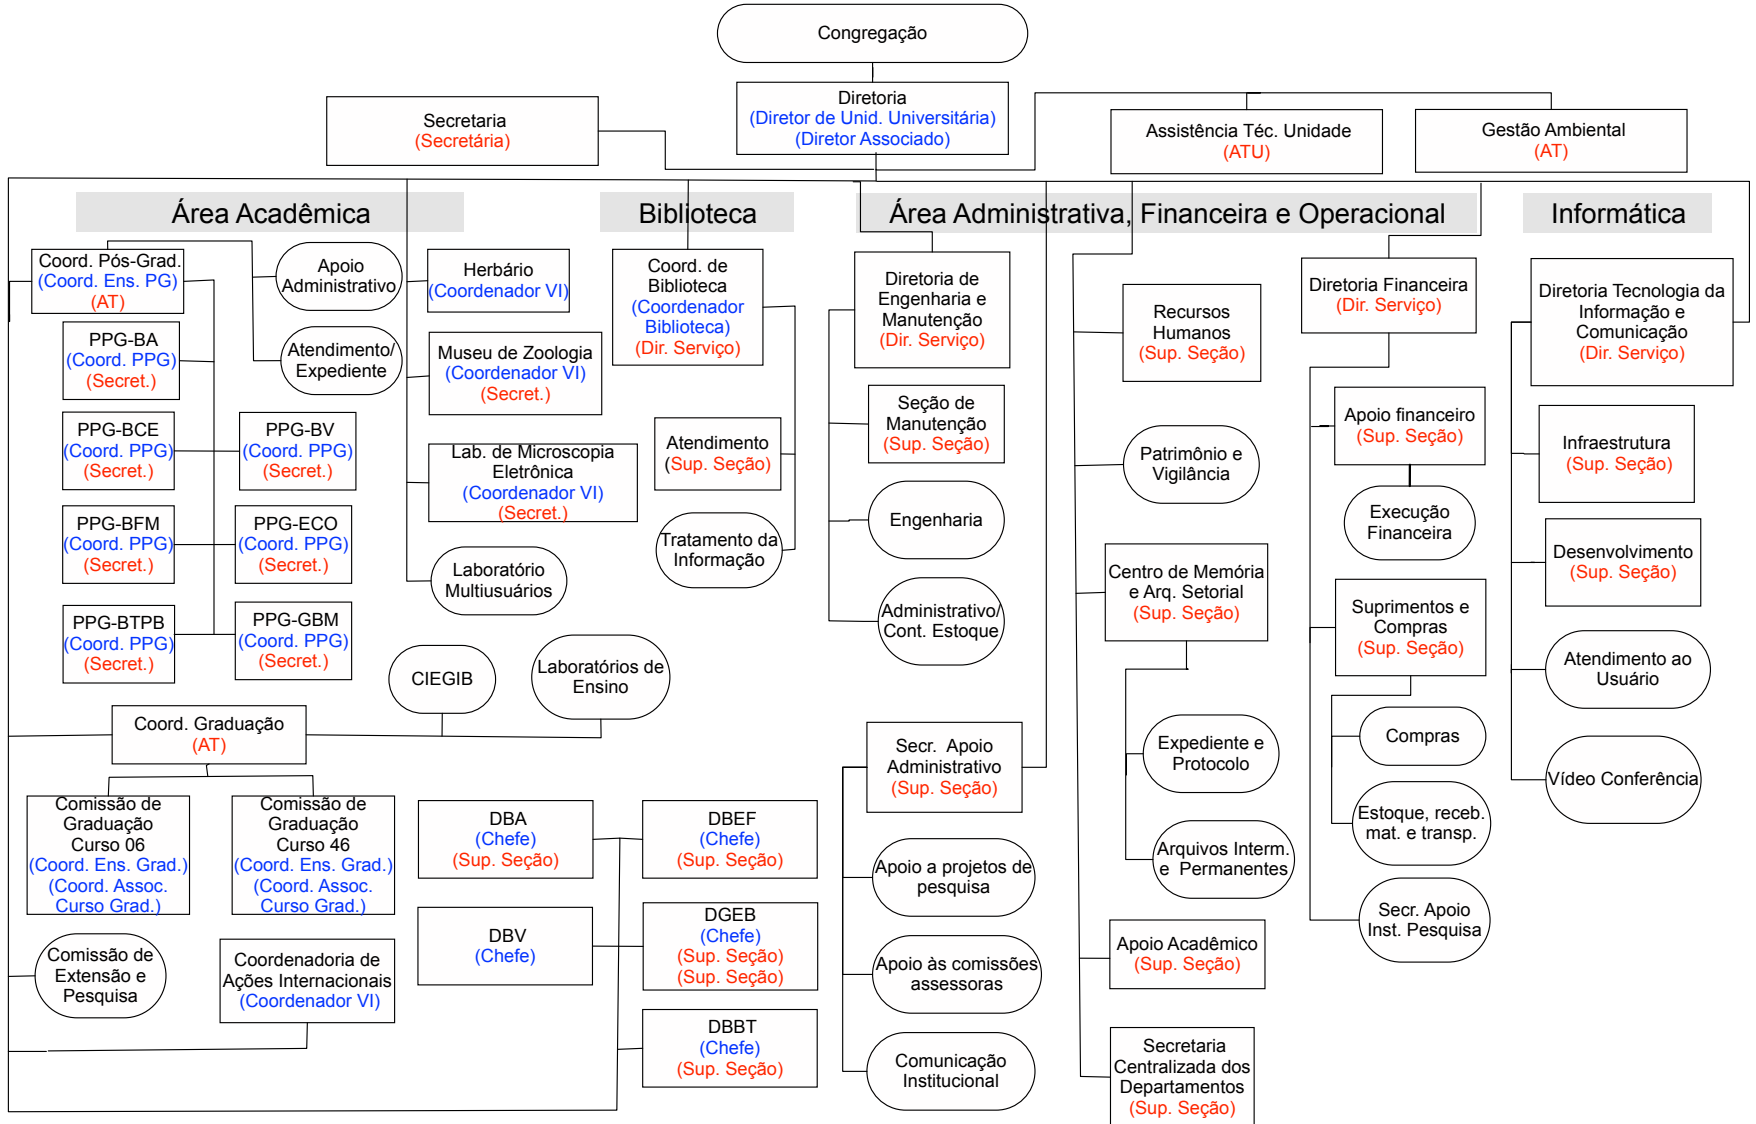 Congregação
Diretoria
(Diretor de Unid. Universitária)
(Diretor Associado)
Secretaria
(Secretária)
Assistência Téc. Unidade
(ATU)
Gestão Ambiental
(AT)
Área Acadêmica
Biblioteca
Área Administrativa, Financeira e Operacional
Informática
Coord. Pós-Grad.
(Coord. Ens. PG)
(AT)
Apoio
Administrativo
Atendimento/
Expediente
PPG-BA
(Coord. PPG)
(Secret.)
PPG-BCE
(Coord. PPG)
(Secret.)
PPG-BV
(Coord. PPG)
(Secret.)
PPG-BFM
(Coord. PPG)
(Secret.)
PPG-ECO
(Coord. PPG)
(Secret.)
PPG-BTPB
(Coord. PPG)
(Secret.)
PPG-GBM
(Coord. PPG)
(Secret.)
Herbário
(Coordenador VI)
Museu de Zoologia
(Coordenador VI)
(Secret.)
Lab. de Microscopia
Eletrônica
(Coordenador VI)
(Secret.)
Laboratório
Multiusuários
CIEGIB
Laboratórios de
Ensino
Coord. Graduação
(AT)
Comissão de
Graduação
Curso 06
(Coord. Ens. Grad.)
(Coord. Assoc.
Curso Grad.)
Comissão de
Graduação
Curso 46
(Coord. Ens. Grad.)
(Coord. Assoc.
Curso Grad.)
Comissão de
Extensão e
Pesquisa
Coordenadoria de
Ações Internacionais
(Coordenador VI)
DBA
(Chefe)
(Sup. Seção)
DBEF
(Chefe)
(Sup. Seção)
DBV
(Chefe)
DGEB
(Chefe)
(Sup. Seção)
(Sup. Seção)
DBBT
(Chefe)
(Sup. Seção)
Coord. de
Biblioteca
(Coordenador
Biblioteca)
(Dir. Serviço)
Atendimento
(Sup. Seção)
Tratamento da
Informação
Diretoria de
Engenharia e
Manutenção
(Dir. Serviço)
Seção de
Manutenção
(Sup. Seção)
Engenharia
Administrativo/
Cont. Estoque
Secr. Apoio
Administrativo
(Sup. Seção)
Apoio a projetos de
pesquisa
Apoio às comissões
assessoras
Comunicação
Institucional
Recursos
Humanos
(Sup. Seção)
Patrimônio e
Vigilância
Centro de Memória
e Arq. Setorial
(Sup. Seção)
Expediente e
Protocolo
Arquivos Interm.
e Permanentes
Apoio Acadêmico
(Sup. Seção)
Secretaria
Centralizada dos
Departamentos
(Sup. Seção)
Diretoria Financeira
(Dir. Serviço)
Apoio financeiro
(Sup. Seção)
Execução
Financeira
Suprimentos e
Compras
(Sup. Seção)
Compras
Estoque, receb.
mat. e transp.
Secr. Apoio
Inst. Pesquisa
Diretoria Tecnologia da
Informação e
Comunicação
(Dir. Serviço)
Infraestrutura
(Sup. Seção)
Desenvolvimento
(Sup. Seção)
Atendimento ao
Usuário
Vídeo Conferência